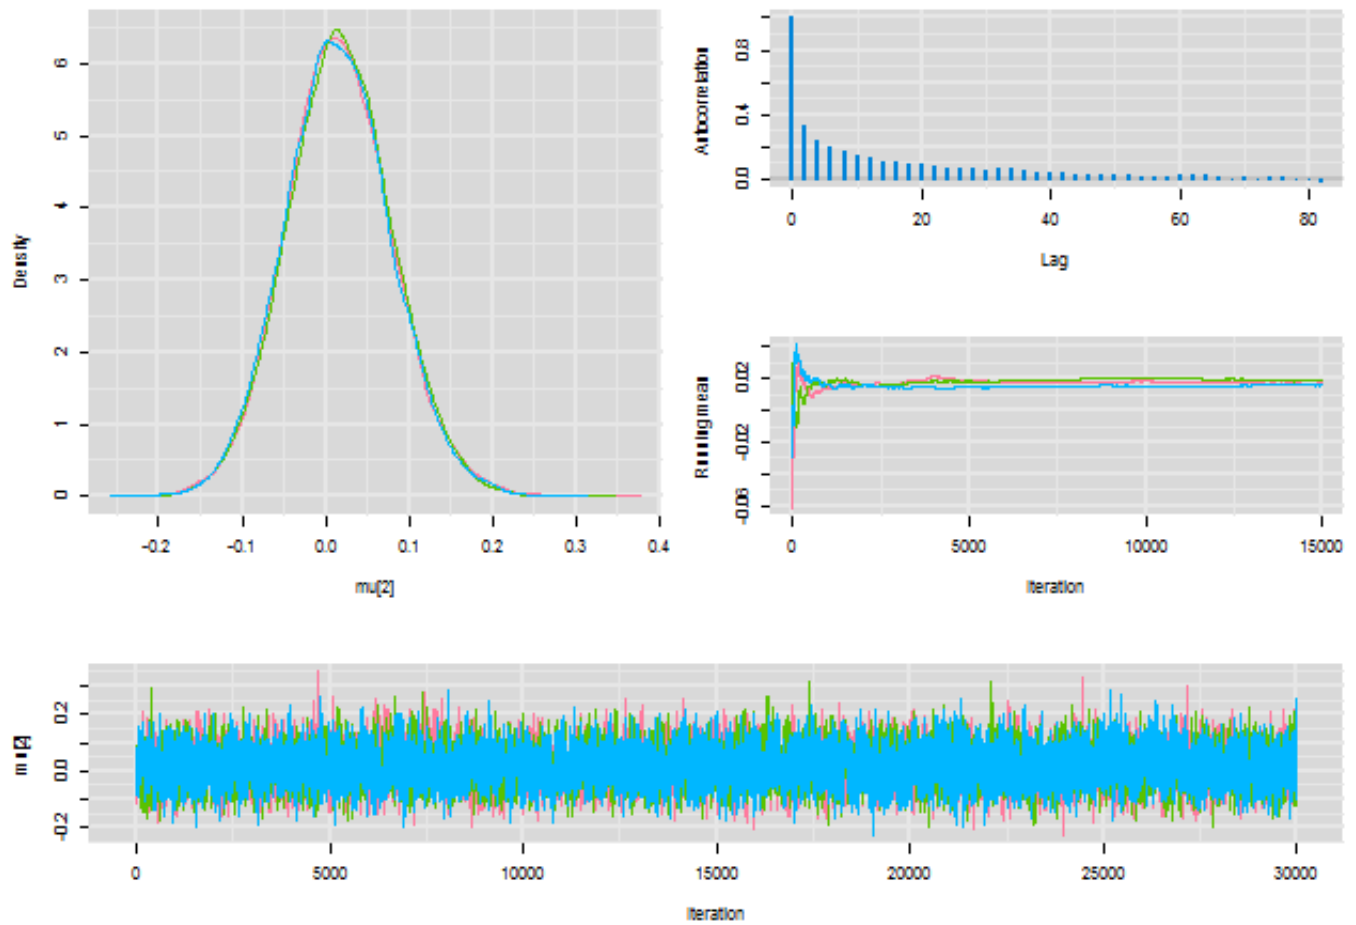 Density
6
5
4
3
2
1
0
-0.2 -0.1 0.0 0.1 0.2 0.3 0.4
mu[2]
Autocorrelation
0.8
0.4
0.0
0 20 40 60 80
Lag
Running mean
0.02
-0.02
-0.06
0 5000 10000 15000
Iteration
mu[2]
0.2
0.0
-0.2
0 5000 10000 15000 20000 25000 30000
Iteration